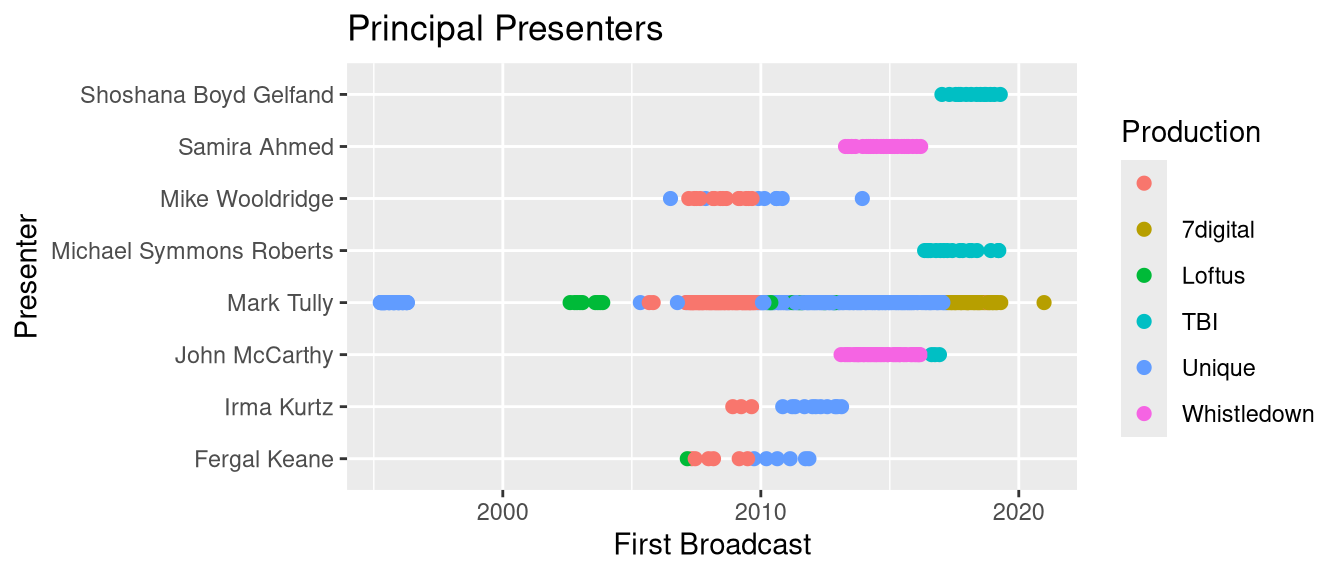 Principal Presenters
Shoshana Boyd Gelfand
Samira Ahmed
Mike Wooldridge
Michael Symmons Roberts
Mark Tully
John McCarthy
Irma Kurtz
Fergal Keane
Presenter
2000
2010
2020
First Broadcast
Production
7digital
Loftus
TBI
Unique
Whistledown